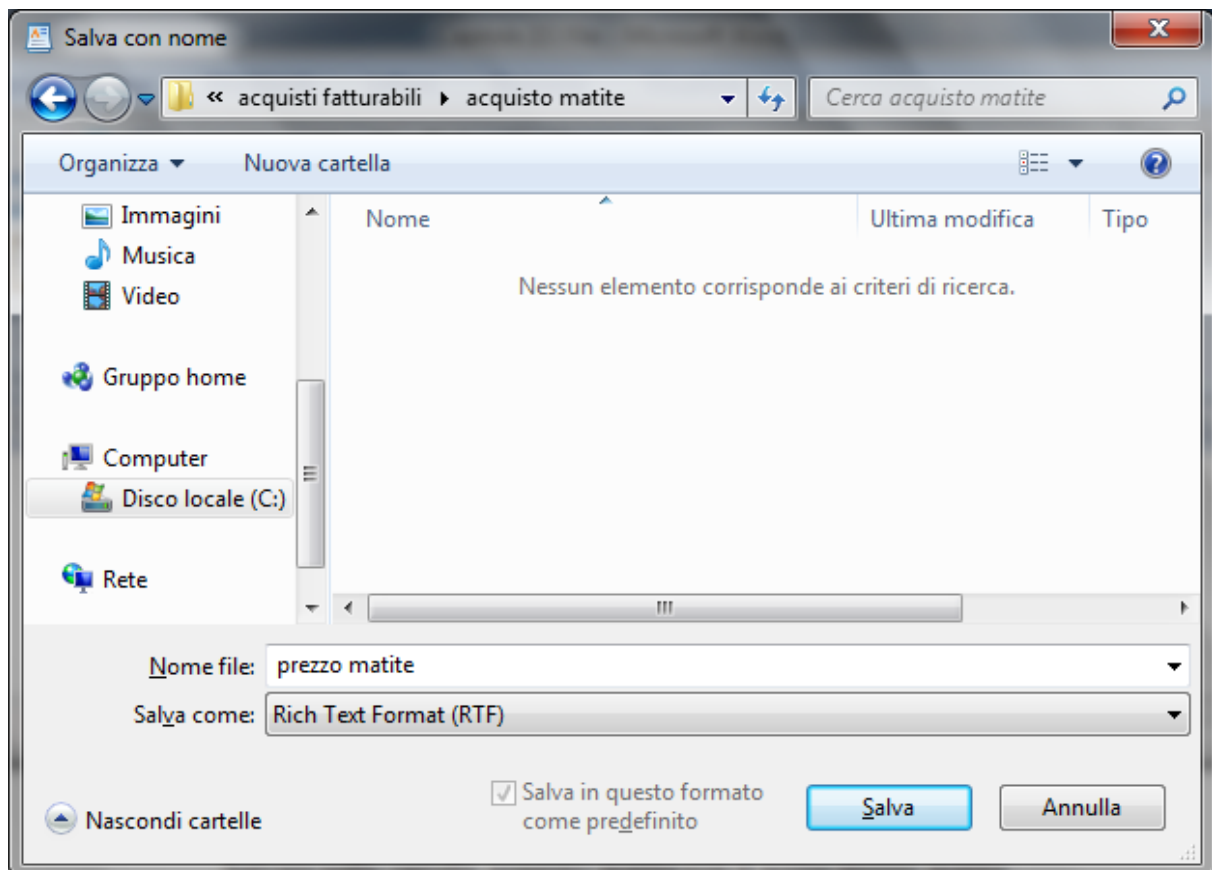 Salva con nome
« acquisti fatturabili ▸ acquisto matite
Cerca acquisto matite
Organizza ▾ Nuova cartella
Immagini
Musica
Video
Gruppo home
Computer
Disco locale (C:)
Rete
Nome Ultima modifica Tipo
Nessun elemento corrisponde ai criteri di ricerca.
Nome file: prezzo matite
Salva come: Rich Text Format (RTF)
Nascondi cartelle
Salva in questo formato
come predefinito
Salva Annulla